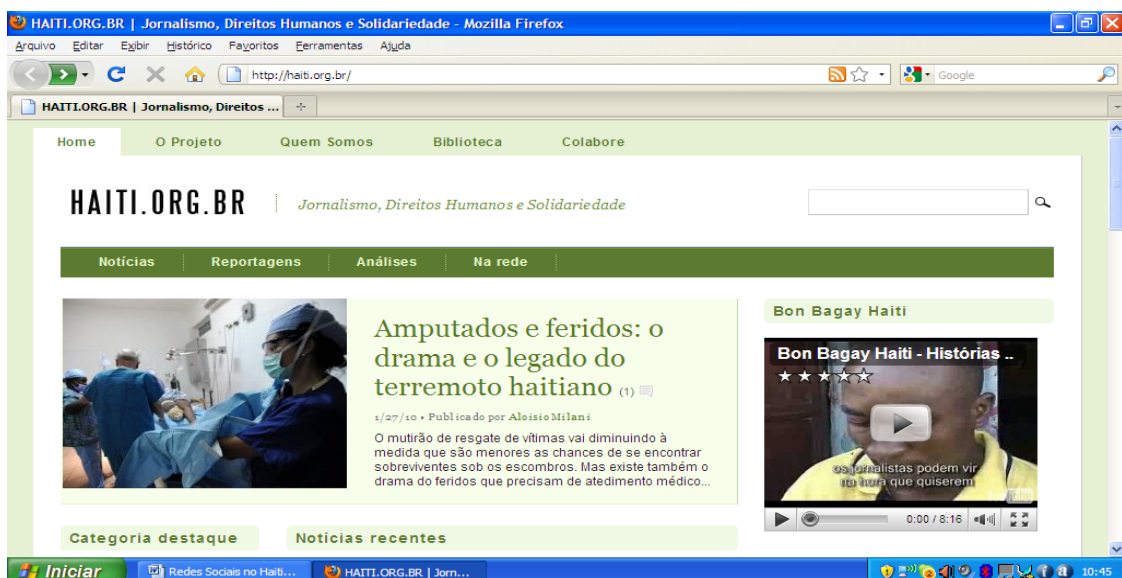 HAITI.ORG.BR | Jornalismo, Direitos Humanos e Solidariedade - Mozilla Firefox
Arquivo Editar Exibir Histórico Favoritos Ferramentas Ajuda
http://haiti.org.br/ Google
HAITI.ORG.BR | Jornalismo, Direitos ...
Home O Projeto Quem Somos Biblioteca Colabore
HAITI.ORG.BR Jornalismo, Direitos Humanos e Solidariedade
Notícias Reportagens Análises Na rede
Amputados e feridos: o
drama e o legado do
terremoto haitiano (1)
1/27/10 • Publicado por Aloisio Milani
O mutirão de resgate de vítimas vai diminuindo à
medida que são menores as chances de se encontrar
sobreviventes sob os escombros. Mas existe também o
drama do feridos que precisam de atedimento médico...
Bon Bagay Haiti
Bon Bagay Haiti - Histórias ..
os jornalistas podem vir
na hora que quiserem
0:00 / 8:16
Categoria destaque Notícias recentes
Iniciar Redes Sociais no Haiti... HAITI.ORG.BR | Jorn... 10:45